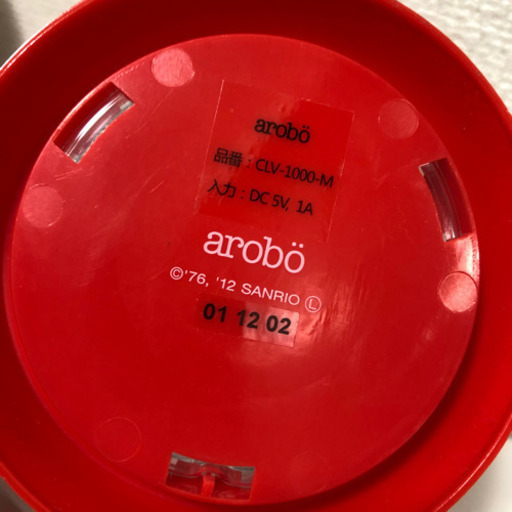 arobö
品番：CLV-1000-M
入力：DC 5V, 1A
arobö
©'76, '12 SANRIO Ⓛ
01 12 02